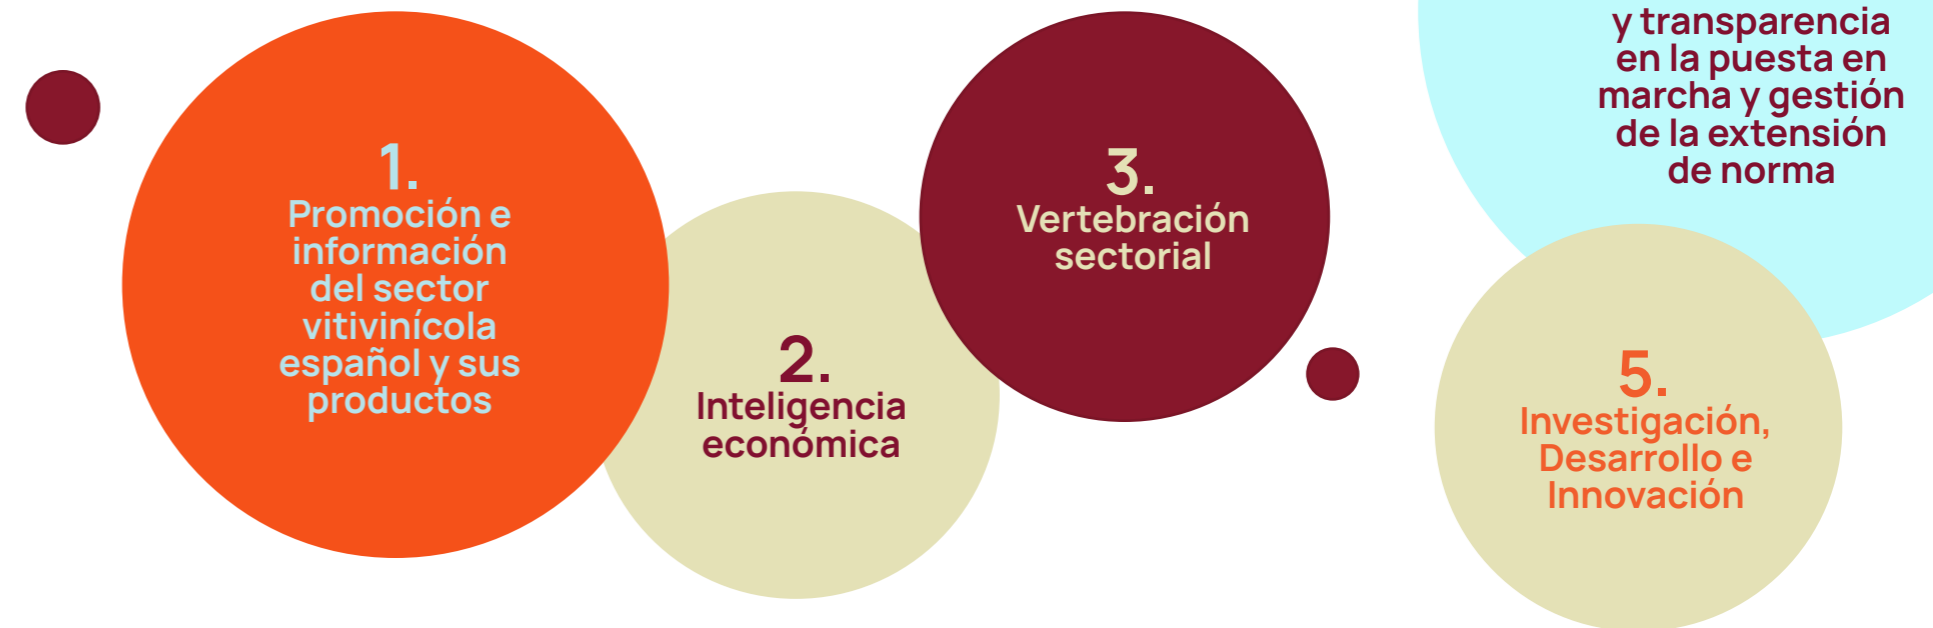 1.
Promoción e
información
del sector
vitivinícola
español y sus
productos
2.
Inteligencia
económica
3.
Vertebración
sectorial
y transparencia
en la puesta en
marcha y gestión
de la extensión
de norma
5.
Investigación,
Desarrollo e
Innovación